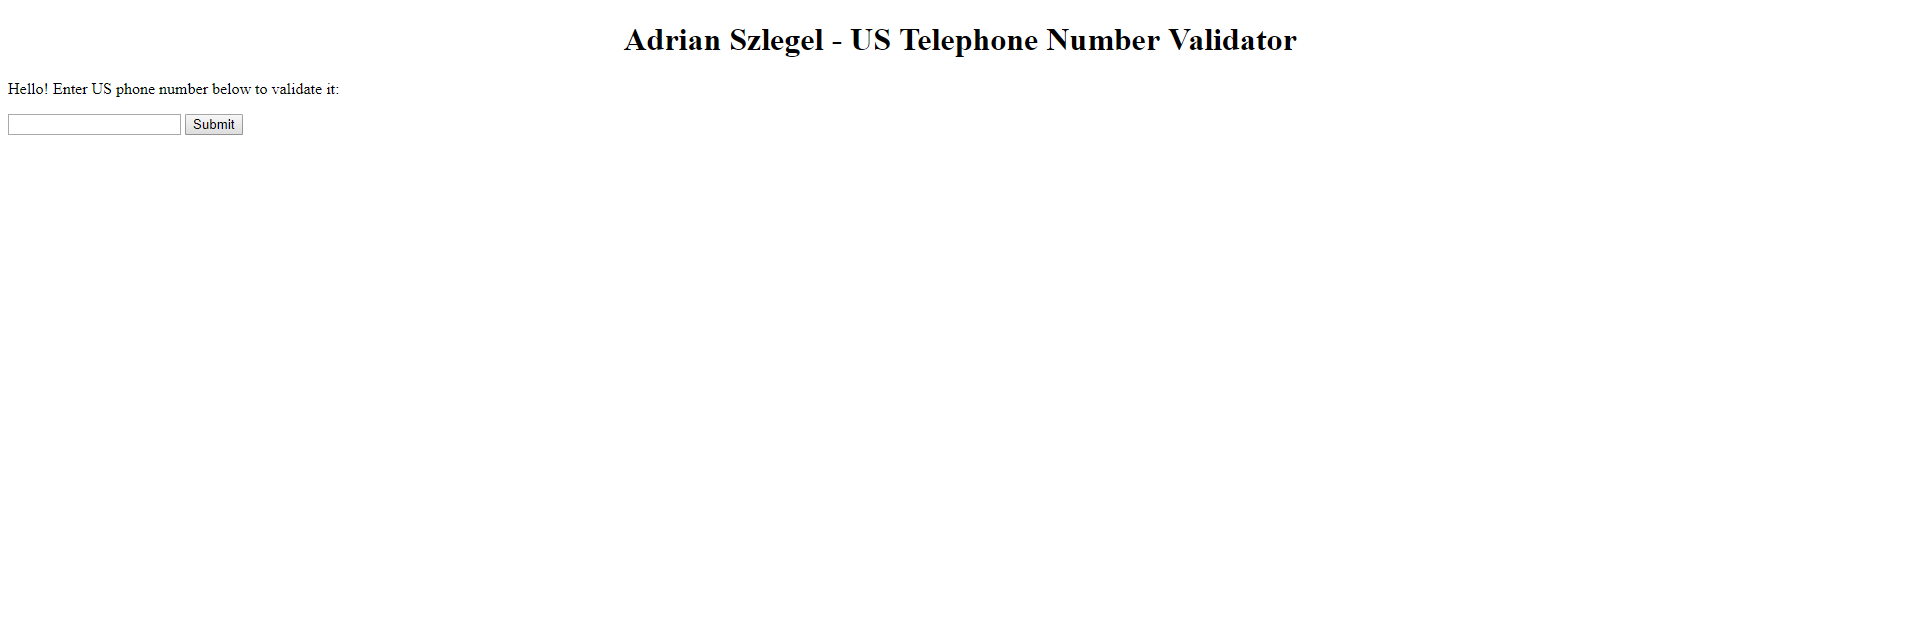 Adrian Szlegel - US Telephone Number Validator
Hello! Enter US phone number below to validate it:
Submit